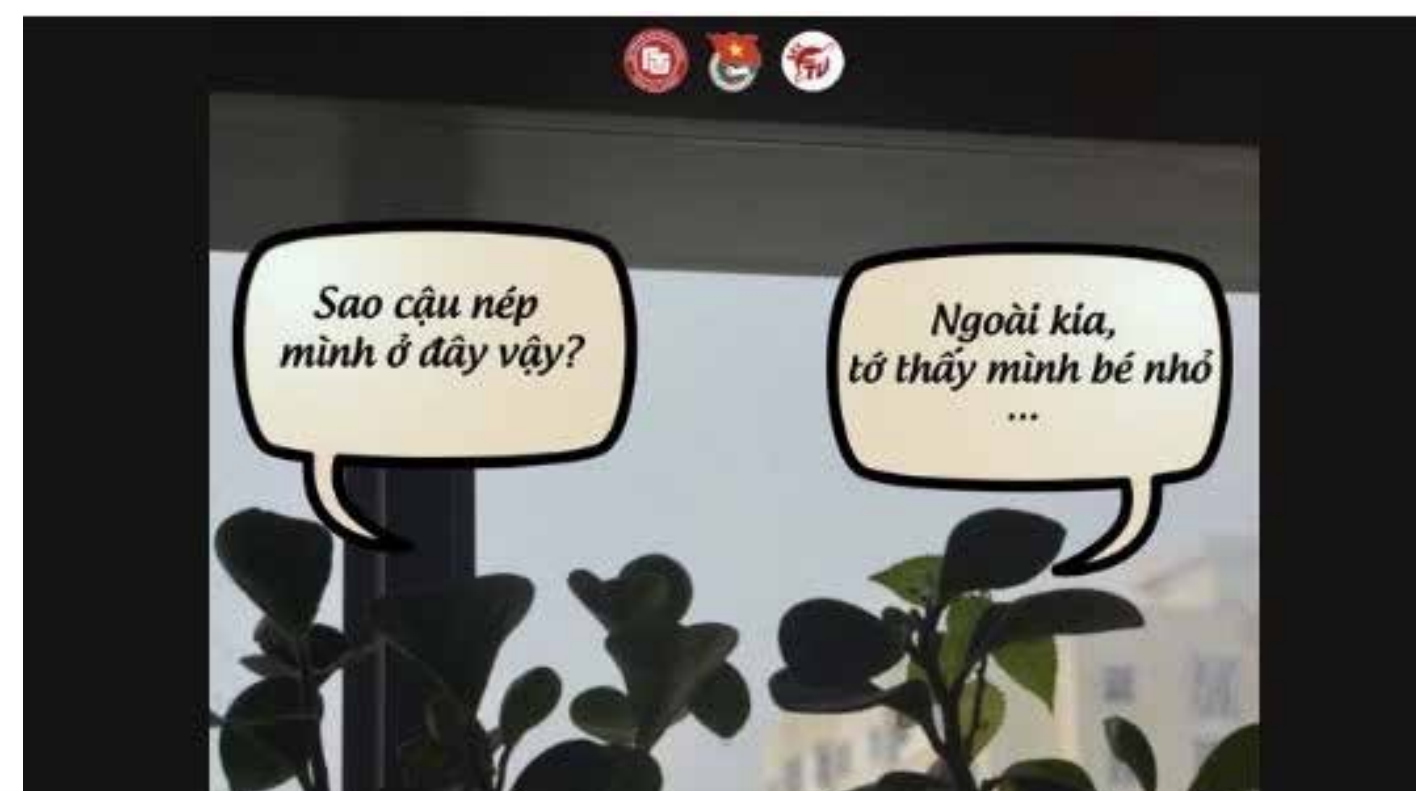 Sao cậu nép
mình ở đây vậy?
Ngoài kia,
tớ thấy mình bé nhỏ
...